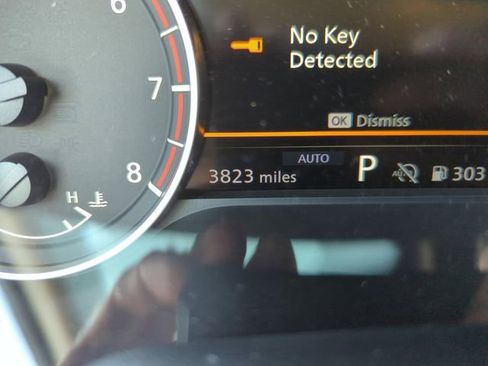 6
No Key
Detected
7
OK Dismiss
AUTO
8
3823 miles
P
303
H